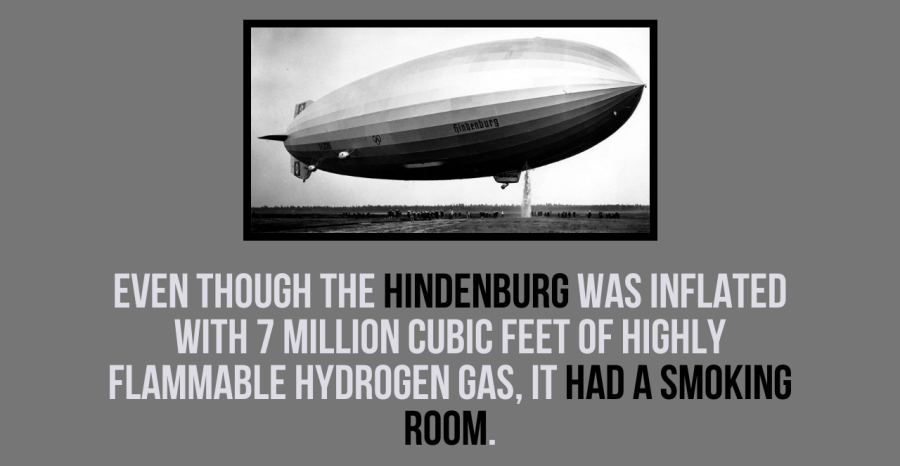 Hindenburg
EVEN THOUGH THE HINDENBURG WAS INFLATED
WITH 7 MILLION CUBIC FEET OF HIGHLY
FLAMMABLE HYDROGEN GAS, IT HAD A SMOKING
ROOM.